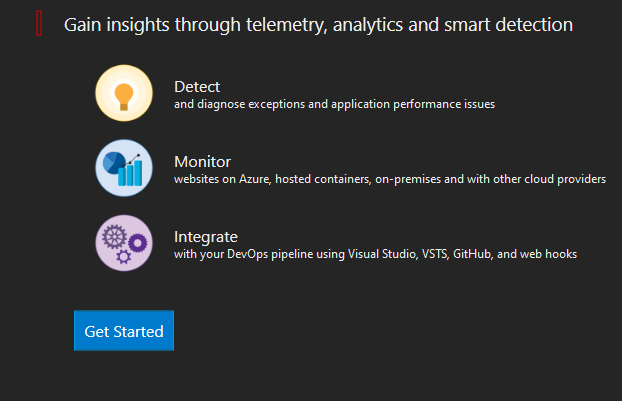 Gain insights through telemetry, analytics and smart detection
Detect
and diagnose exceptions and application performance issues
Monitor
websites on Azure, hosted containers, on-premises and with other cloud providers
Integrate
with your DevOps pipeline using Visual Studio, VSTS, GitHub, and web hooks
Get Started